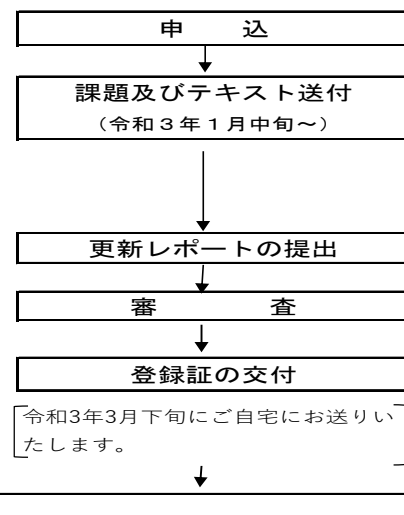 申　　込
課題及びテキスト送付
（令和３年１月中旬～）
更新レポートの提出
審　　　査
登録証の交付
令和3年3月下旬にご自宅にお送りい
たします。